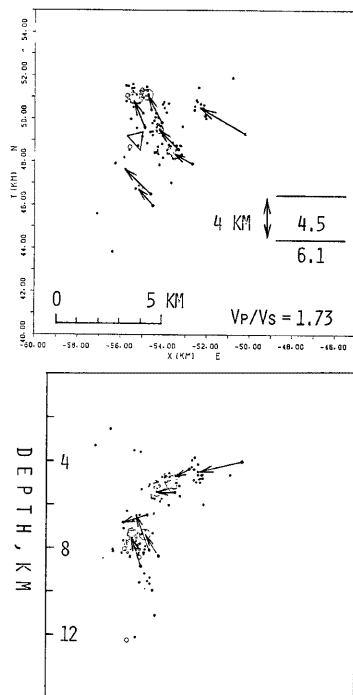 54.00
52.00
50.00
48.00
46.00
44.00
42.00
40.00
Y(KM) N
4 KM
4.5
6.1
0 5 KM
VP/VS = 1.73
-60.00 -58.00 -56.00 -54.00 -52.00 -50.00 -48.00 -46.00
X(KM) E
DEPTH, KM
4
8
12